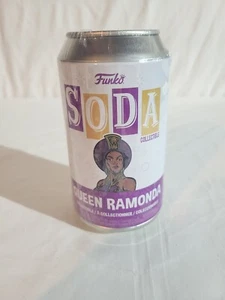 Funko
SODA
COLLECTIBLE
QUEEN RAMONDA